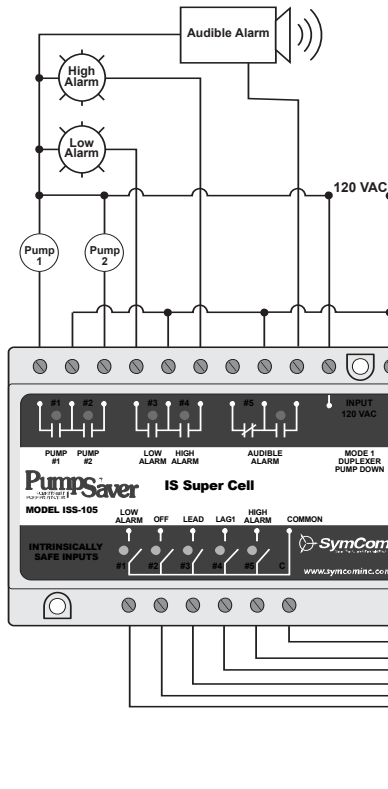 Audible Alarm
High
Alarm
Low
Alarm
120 VAC
Pump
1
Pump
2
#1 #2 #3 #4 #5 INPUT
120 VAC
PUMP
#1
PUMP
#2
LOW
ALARM
HIGH
ALARM
AUDIBLE
ALARM
MODE 1
DUPLEXER
PUMP DOWN
PumpSaver
IS Super Cell
MODEL ISS-105
LOW
ALARM
OFF
LEAD
LAG1
HIGH
ALARM
COMMON
INTRINSICALLY
SAFE INPUTS
#1 #2 #3 #4 #5 C
SymCom
www.symcominc.com